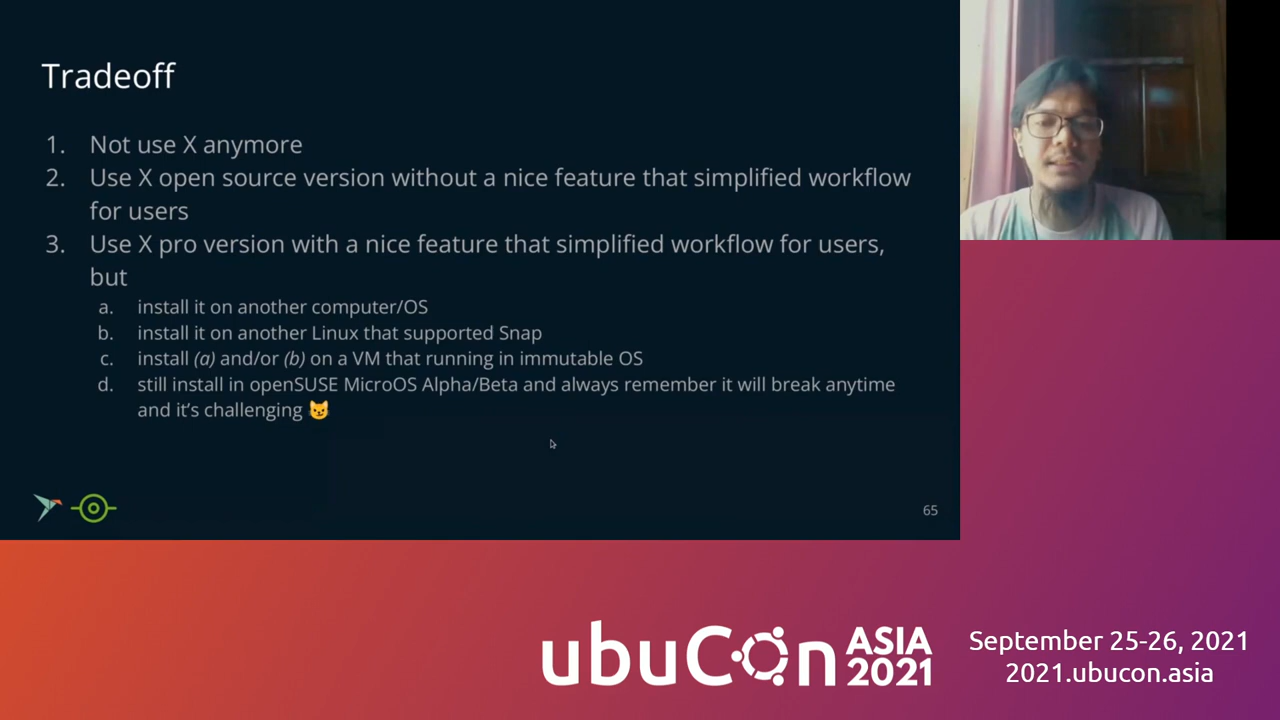 Tradeoff
1. Not use X anymore
2. Use X open source version without a nice feature that simplified workflow
for users
3. Use X pro version with a nice feature that simplified workflow for users,
but
a. install it on another computer/OS
b. install it on another Linux that supported Snap
c. install (a) and/or (b) on a VM that running in immutable OS
d. still install in openSUSE MicroOS Alpha/Beta and always remember it will break anytime
and it’s challenging 😼
65
ubuCon ASIA
2021
September 25-26, 2021
2021.ubucon.asia